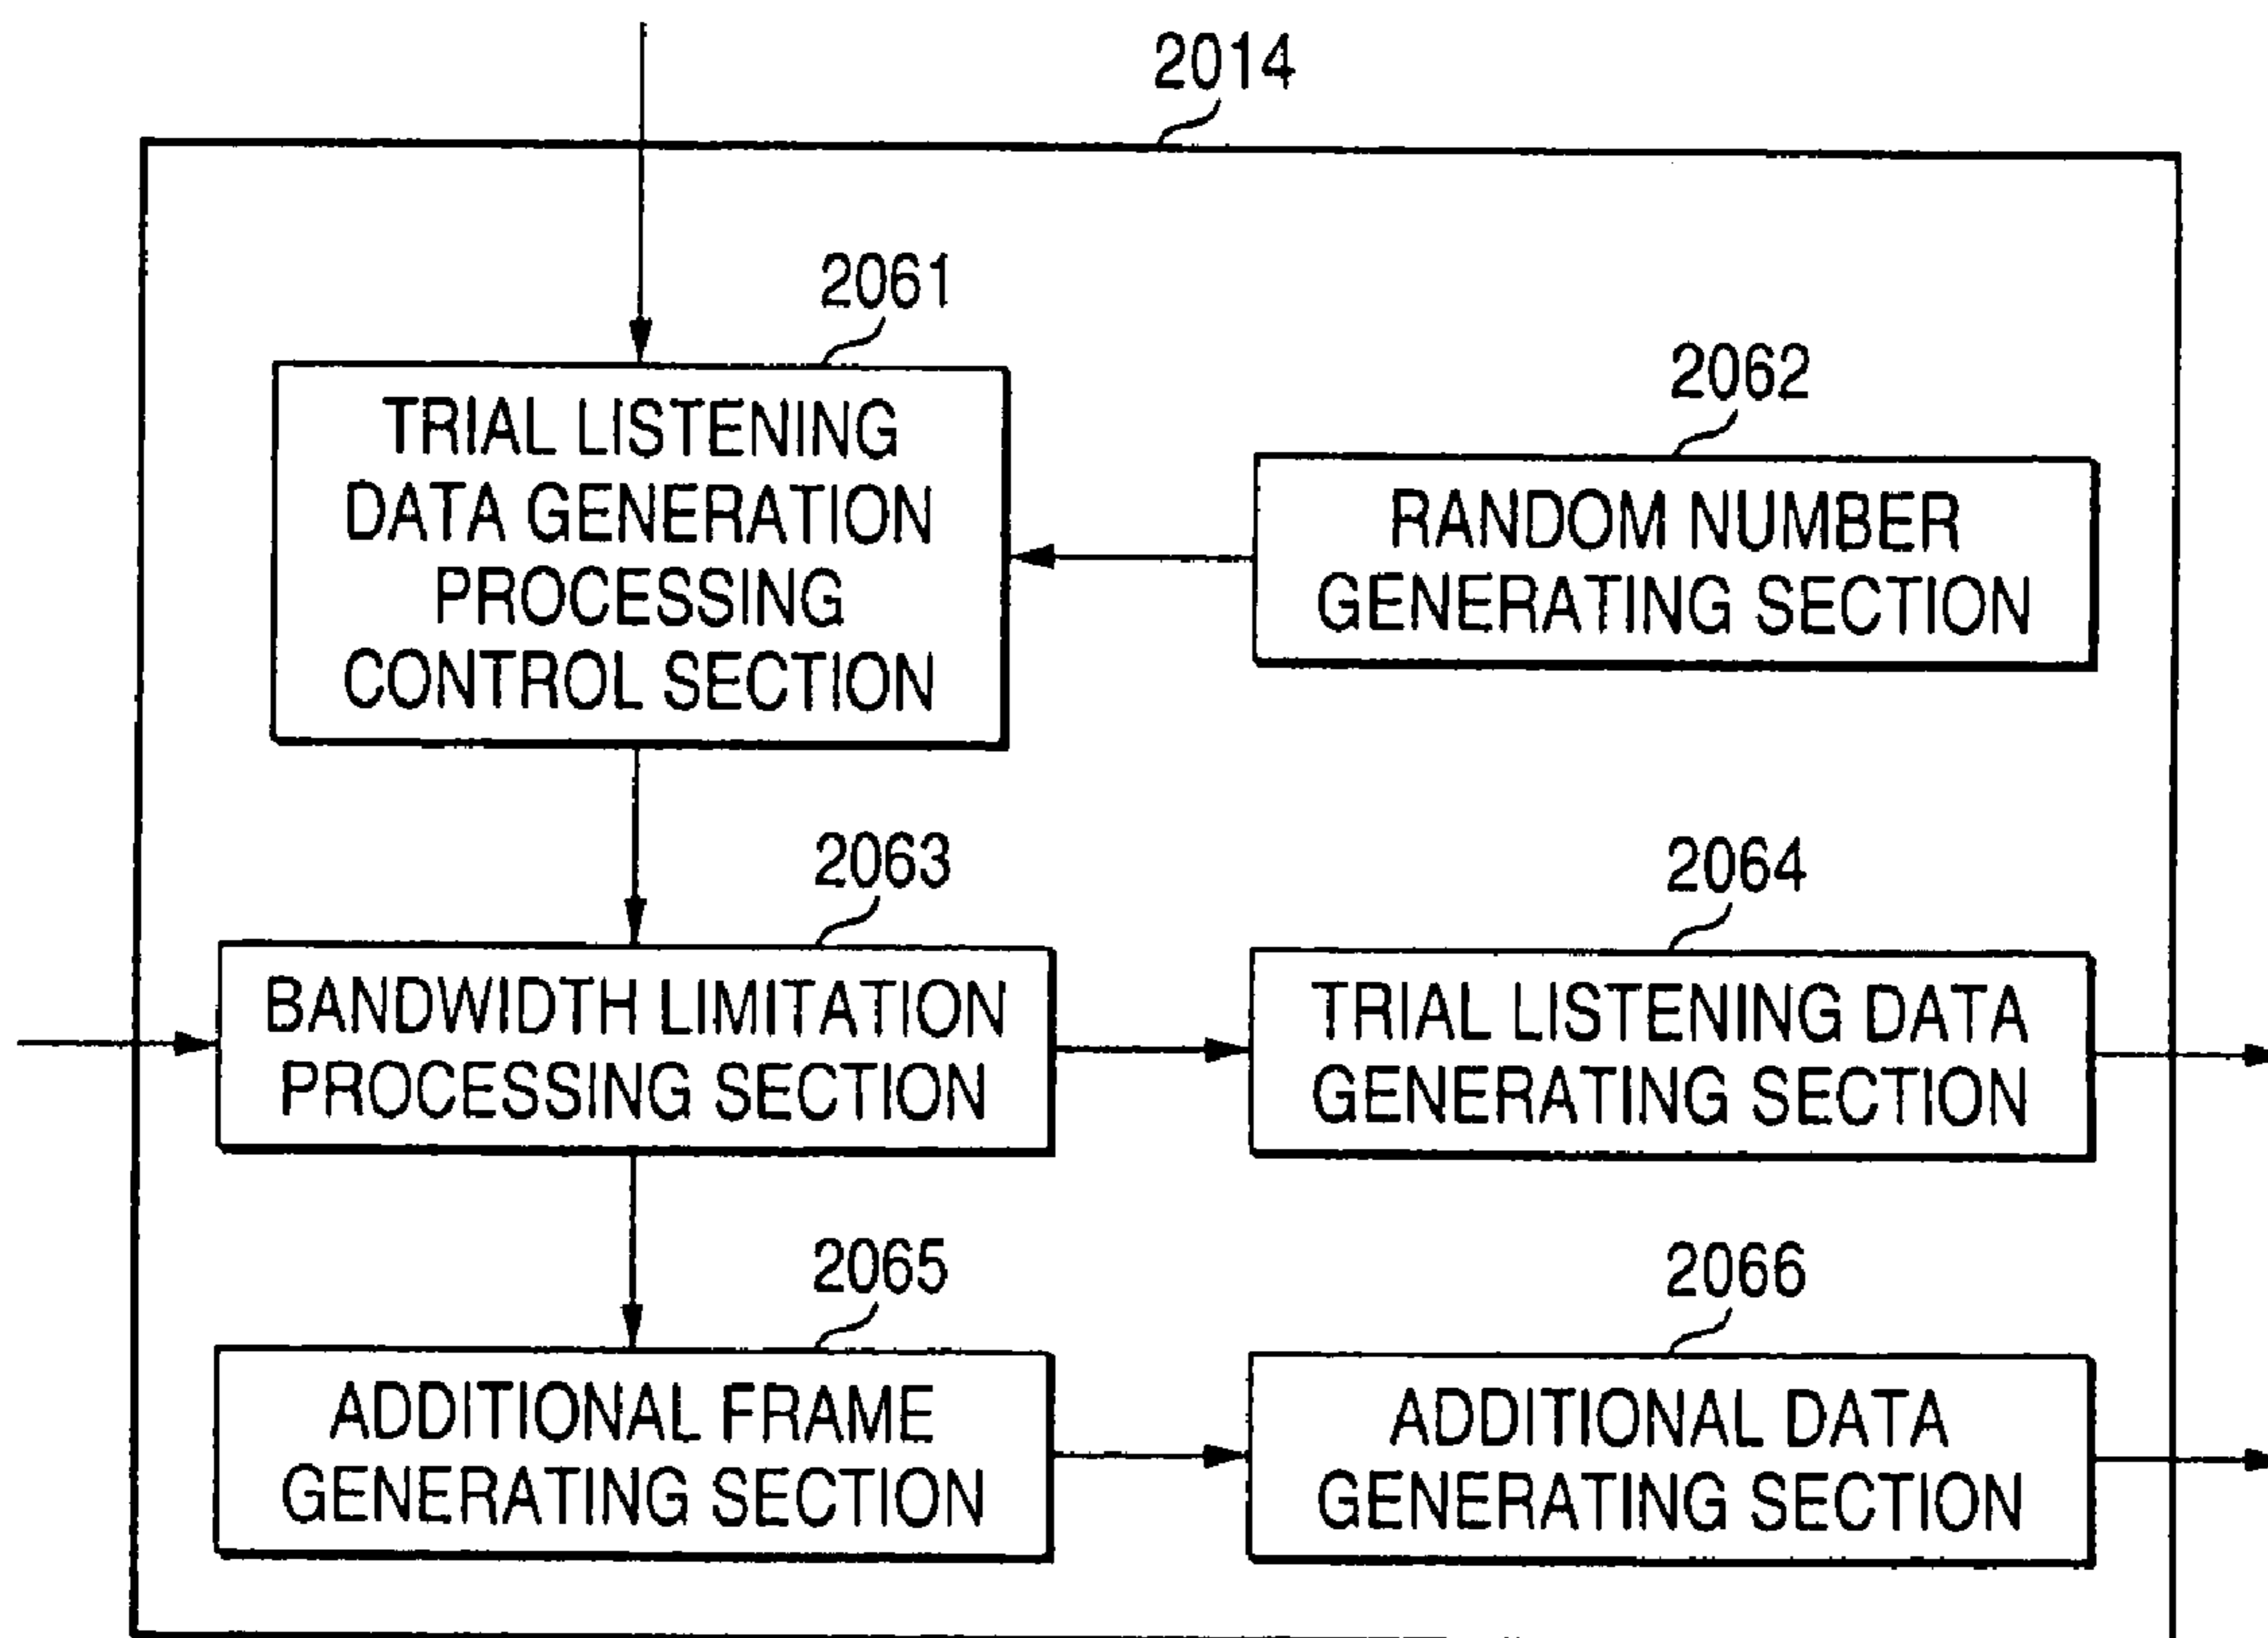 2014
2061
TRIAL LISTENING
DATA GENERATION
PROCESSING
CONTROL SECTION
2062
RANDOM NUMBER
GENERATING SECTION
2063
BANDWIDTH LIMITATION
PROCESSING SECTION
2064
TRIAL LISTENING DATA
GENERATING SECTION
2065
ADDITIONAL FRAME
GENERATING SECTION
2066
ADDITIONAL DATA
GENERATING SECTION